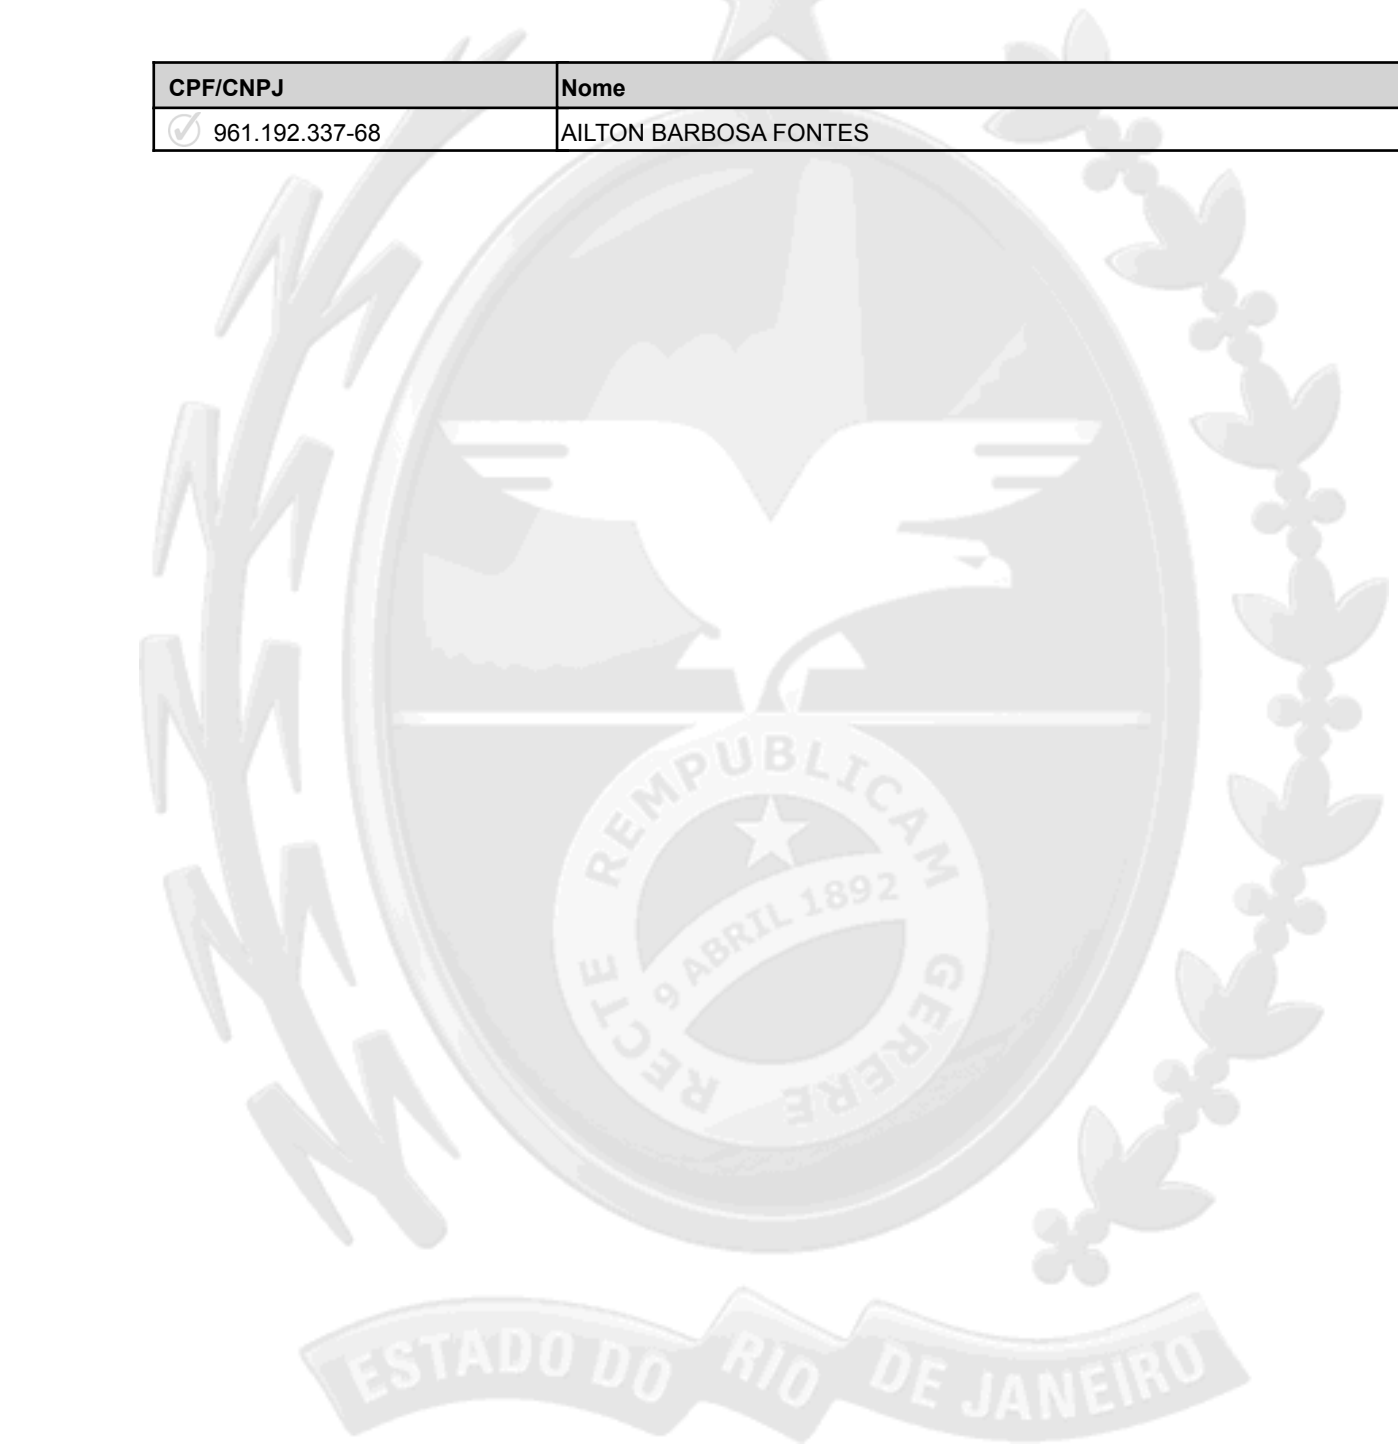 CPF/CNPJ Nome
961.192.337-68 AILTON BARBOSA FONTES
REMPUBLICAM
9 ABRIL 1892
RECTE GERERE
ESTADO DO RIO DE JANEIRO